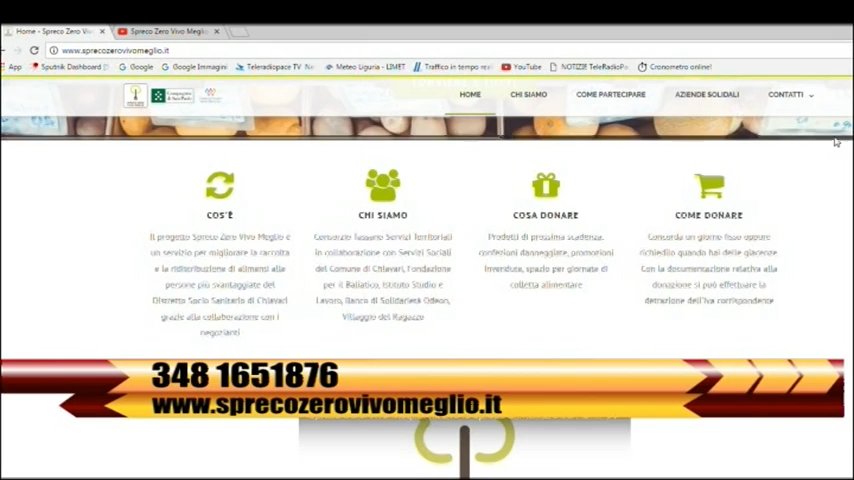 Home - Spreco Zero Viv
Spreco Zero Vivo Megli
www.sprecozerovivomeglio.it
App
Sputnik Dashboard
Google
Google Immagini
Teleradiopace TV
Meteo Liguria - LIMET
Traffico in tempo real
YouTube
NOTIZIE TeleRadioPa
Cronometro online!
HOME
CHI SIAMO
COME PARTECIPARE
AZIENDE SOLIDALI
CONTATTI
COS'È
Il progetto Spreco Zero Vivo Meglio è
un servizio per migliorare la raccolta
e la ridistribuzione di alimenti alle
persone più svantaggiate del
Distretto Socio Sanitario di Chiavari
grazie alla collaborazione con i
negozianti
CHI SIAMO
Consorzio Tassano Servizi Territoriali
in collaborazione con Servizi Sociali
del Comune di Chiavari, Fondazione
per il Baliatico, Istituto Studio e
Lavoro, Banco di Solidarietà Odeon,
Villaggio del Ragazzo
COSA DONARE
Prodotti di prossima scadenza,
confezioni danneggiate, promozioni
invendute, spazio per giornate di
colletta alimentare
COME DONARE
Concorda un giorno fisso oppure
richiedilo quando hai delle giacenze.
Con la documentazione relativa alla
donazione si può effettuare la
detrazione dell'iva corrispondente
348 1651876
www.sprecozerovivomeglio.it